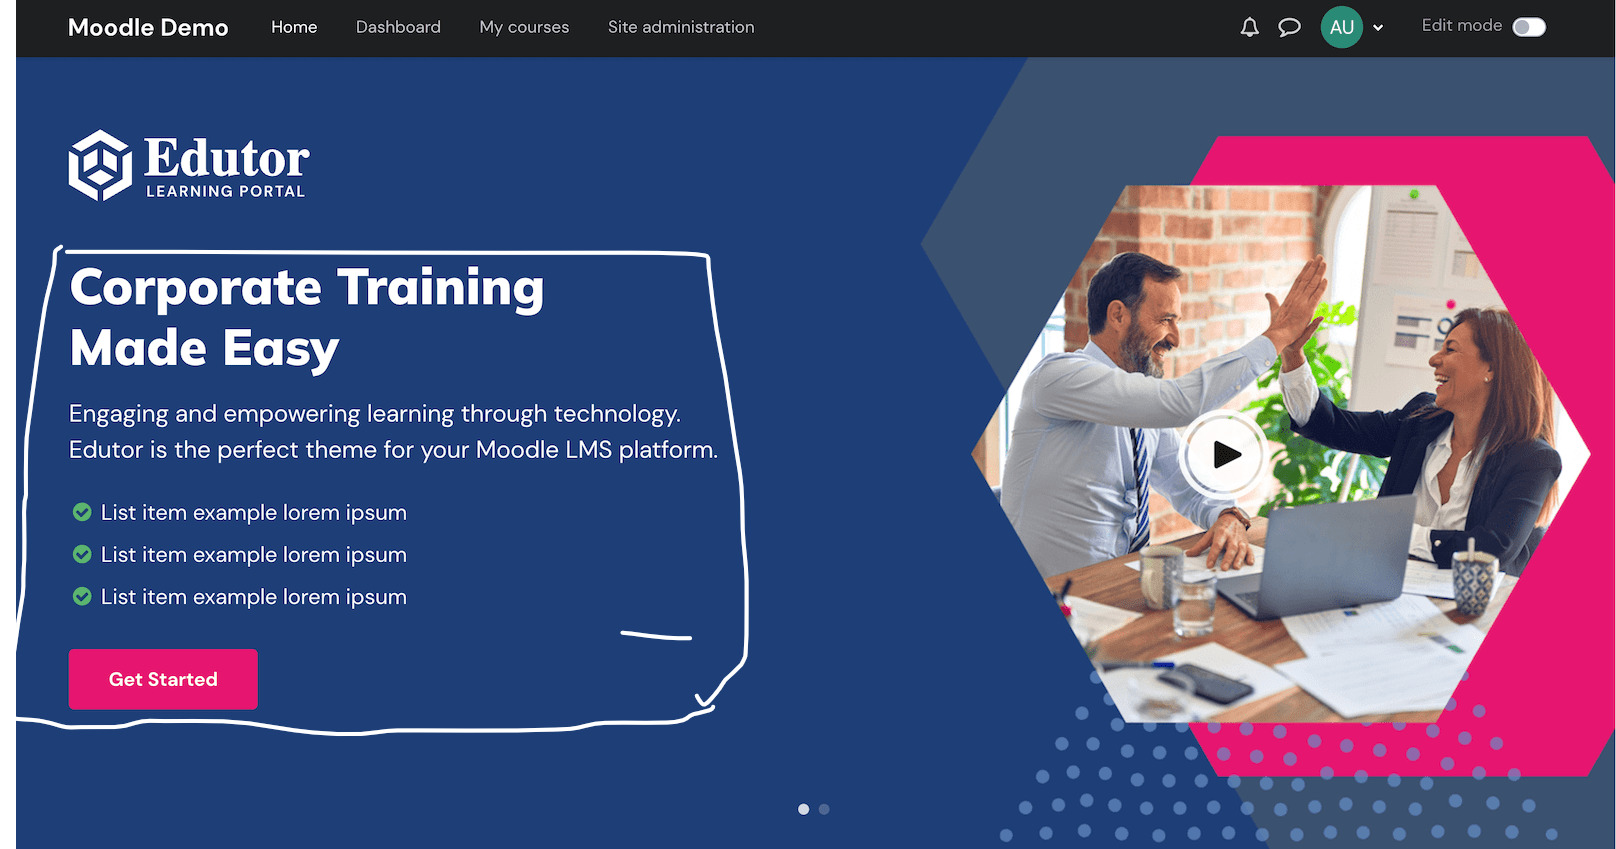 Moodle Demo Home Dashboard My courses Site administration AU Edit mode
Edutor
LEARNING PORTAL
Corporate Training
Made Easy
Engaging and empowering learning through technology.
Edutor is the perfect theme for your Moodle LMS platform.
List item example lorem ipsum
List item example lorem ipsum
List item example lorem ipsum
Get Started